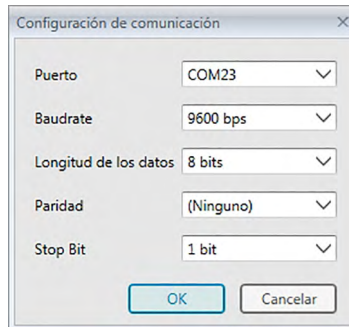 Configuración de comunicación
Puerto COM23
Baudrate 9600 bps
Longitud de los datos 8 bits
Paridad (Ninguno)
Stop Bit 1 bit
OK Cancelar